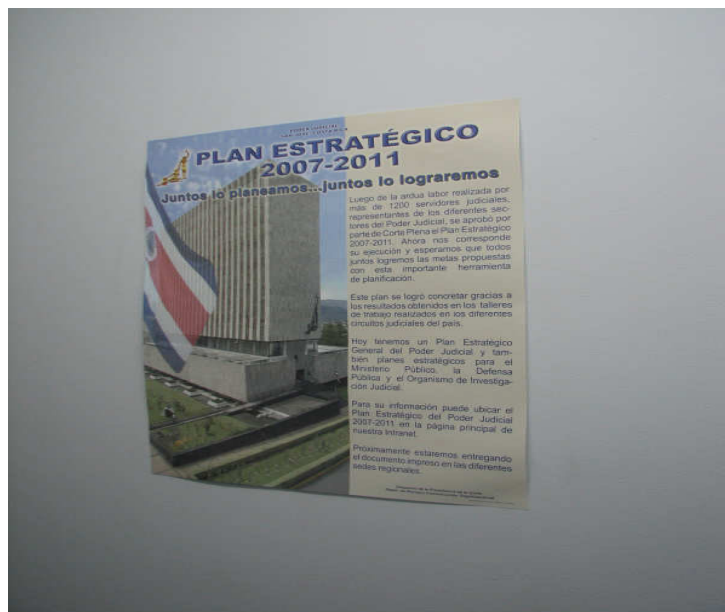 PODER JUDICIAL
SAN JOSÉ, COSTA RICA
PLAN ESTRATÉGICO
2007-2011
Juntos lo planeamos...juntos lo lograremos
Luego de la ardua labor realizada por
más de 1200 servidores judiciales,
representantes de los diferentes sec-
tores del Poder Judicial, se aprobó por
parte de Corte Plena el Plan Estratégico
2007-2011. Ahora nos corresponde
su ejecución y esperamos que todos
juntos logremos las metas propuestas
con esta importante herramienta
de planificación.
Este plan se logró concretar gracias a
los resultados obtenidos en los talleres
de trabajo realizados en los diferentes
circuitos judiciales del país.
Hoy tenemos un Plan Estratégico
General del Poder Judicial y tam-
bién planes estratégicos para el
Ministerio Público, la Defensa
Pública y el Organismo de Investiga-
ción Judicial.
Para su información puede ubicar el
Plan Estratégico del Poder Judicial
2007-2011 en la página principal de
nuestra Intranet.
Próximamente estaremos entregando
el documento impreso en las diferentes
sedes regionales.